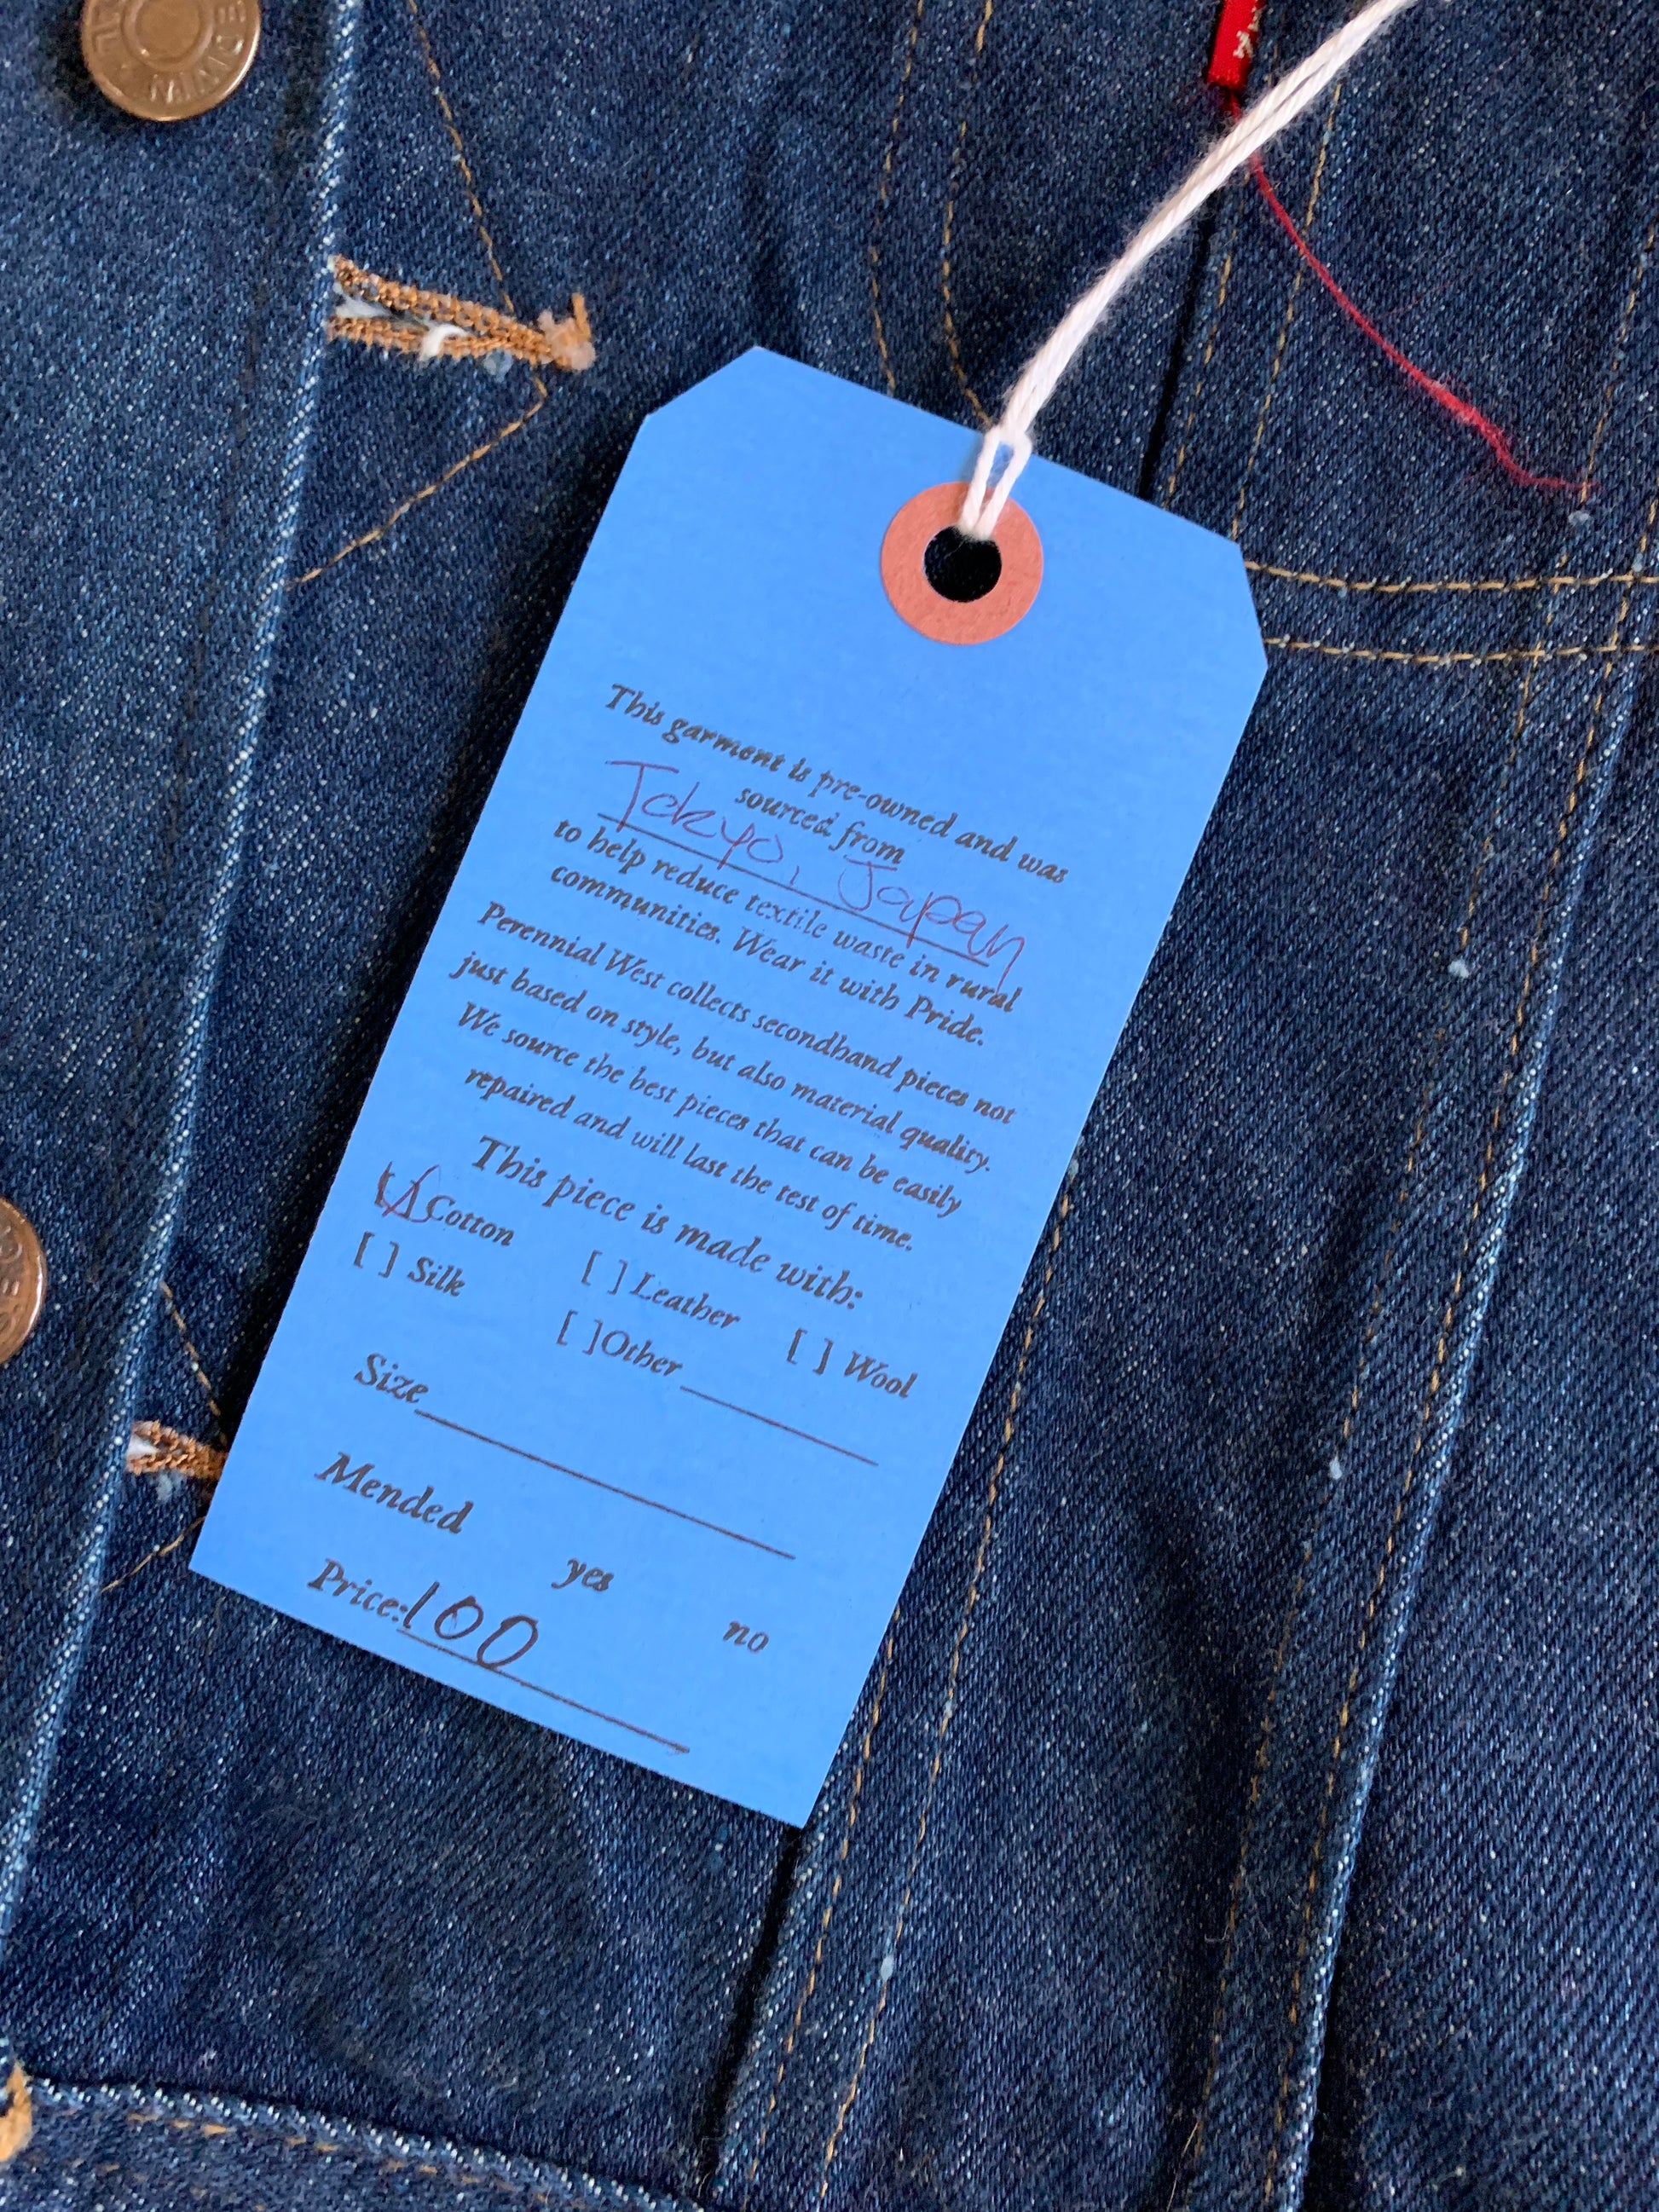 EDWIN
This garment is pre-owned and was
sourced from
Tokyo, Japan
to help reduce textile waste in rural
communities. Wear it with Pride.
Perennial West collects secondhand pieces not
just based on style, but also material quality.
We source the best pieces that can be easily
repaired and will last the test of time.
This piece is made with:
[X] Cotton [ ] Leather [ ] Wool
[ ] Silk [ ]Other
Size
Mended yes no
Price: 100